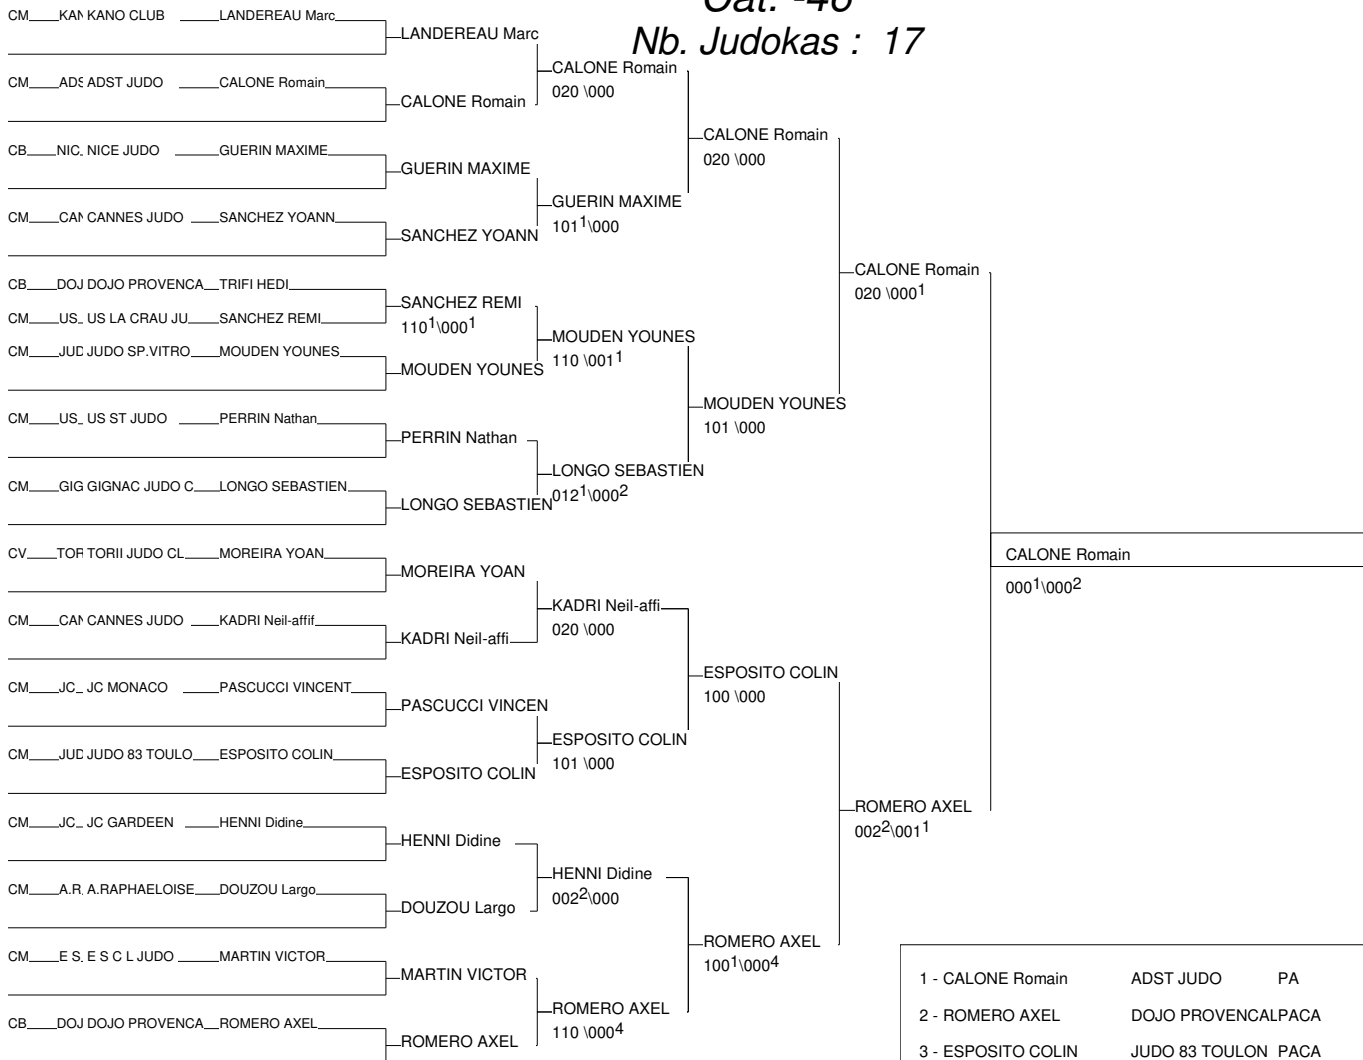 Cat: -46
Nb. Judokas : 17
CM KAN KANO CLUB LANDEREAU Marc
CM ADS ADST JUDO CALONE Romain
CB NIC NICE JUDO GUERIN MAXIME
CM CAN CANNES JUDO SANCHEZ YOANN
CB DOJ DOJO PROVENCA TRIFI HEDI
CM US_ US LA CRAU JU SANCHEZ REMI
CM JUD JUDO SP.VITRO MOUDEN YOUNES
CM US_ US ST JUDO PERRIN Nathan
CM GIG GIGNAC JUDO C LONGO SEBASTIEN
CV TOR TORII JUDO CL MOREIRA YOAN
CM CAN CANNES JUDO KADRI Neil-affif
CM JC_ JC MONACO PASCUCCI VINCENT
CM JUD JUDO 83 TOULO ESPOSITO COLIN
CM JC_ JC GARDEEN HENNI Didine
CM A.R A.RAPHAELOISE DOUZOU Largo
CM E S E S C L JUDO MARTIN VICTOR
CB DOJ DOJO PROVENCA ROMERO AXEL
LANDEREAU Marc
CALONE Romain
GUERIN MAXIME
SANCHEZ YOANN
SANCHEZ REMI
110¹\000¹
MOUDEN YOUNES
PERRIN Nathan
LONGO SEBASTIEN
MOREIRA YOAN
KADRI Neil-affi
PASCUCCI VINCEN
ESPOSITO COLIN
HENNI Didine
DOUZOU Largo
MARTIN VICTOR
ROMERO AXEL
CALONE Romain
020 \000
GUERIN MAXIME
101¹\000
MOUDEN YOUNES
110 \001¹
LONGO SEBASTIEN
012¹\000²
KADRI Neil-affi
020 \000
ESPOSITO COLIN
101 \000
HENNI Didine
002²\000
ROMERO AXEL
110 \000⁴
CALONE Romain
020 \000
MOUDEN YOUNES
101 \000
ESPOSITO COLIN
100 \000
ROMERO AXEL
100¹\000⁴
CALONE Romain
020 \000¹
ROMERO AXEL
002²\001¹
CALONE Romain
000¹\000²
1 - CALONE Romain ADST JUDO PA
2 - ROMERO AXEL DOJO PROVENCALPACA
3 - ESPOSITO COLIN JUDO 83 TOULON PACA